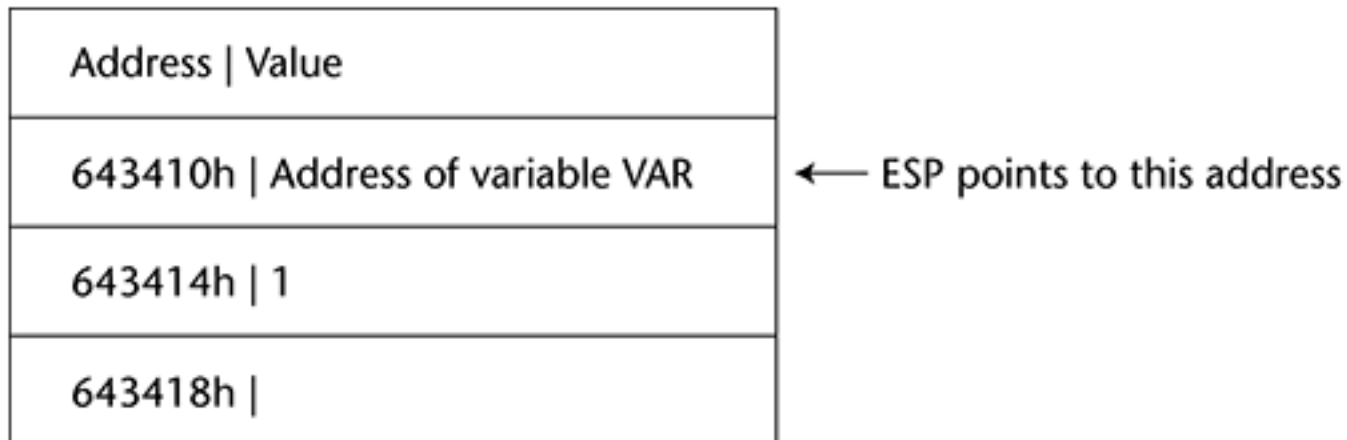 Address | Value
643410h | Address of variable VAR
ESP points to this address
643414h | 1
643418h |